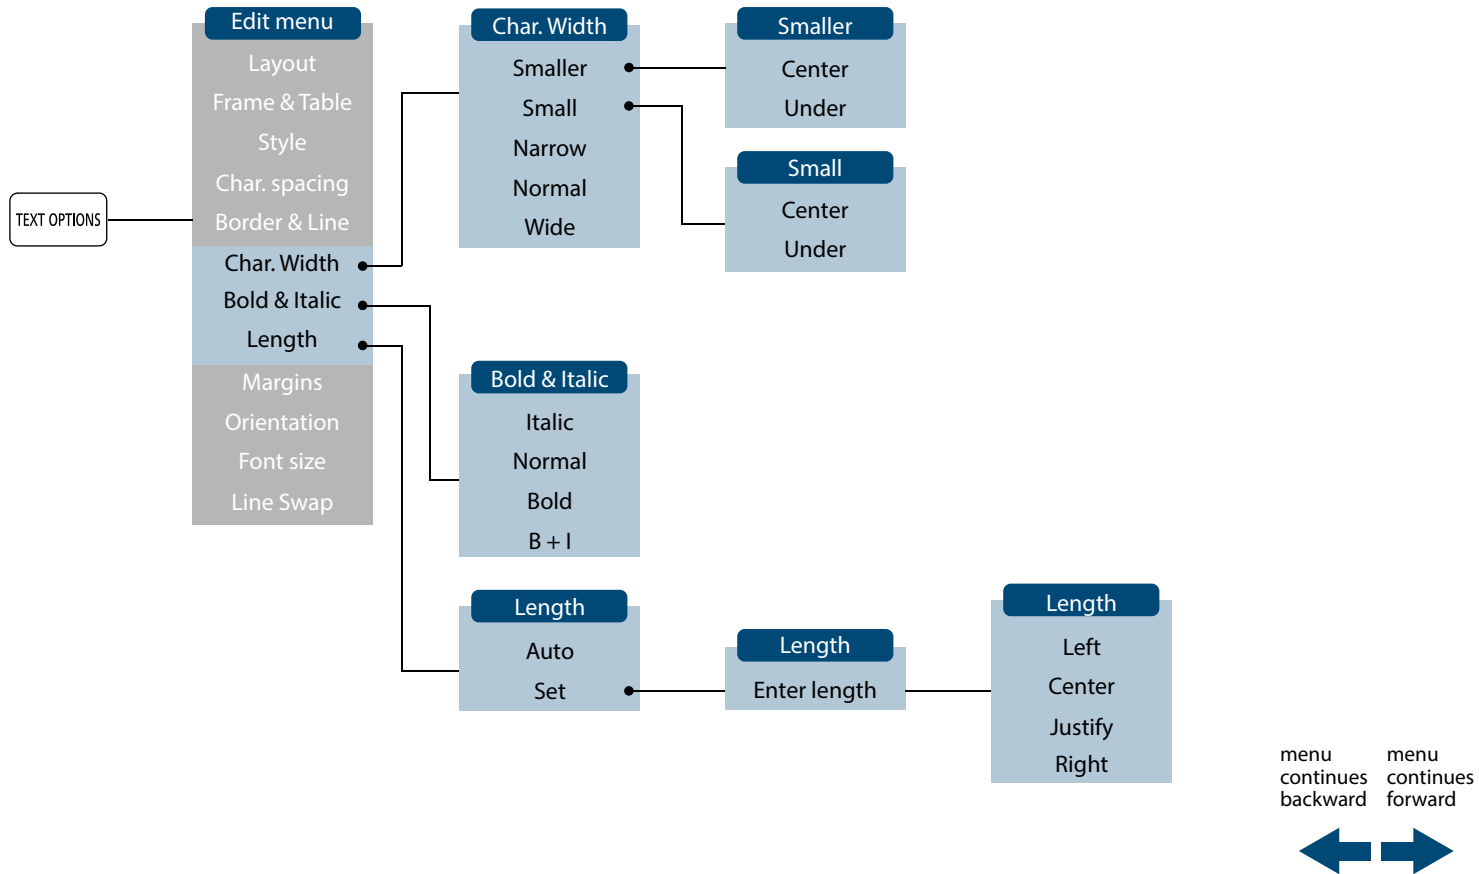 TEXT OPTIONS
Edit menu
Layout
Frame & Table
Style
Char. spacing
Border & Line
Char. Width
Bold & Italic
Length
Margins
Orientation
Font size
Line Swap
Char. Width
Smaller
Small
Narrow
Normal
Wide
Smaller
Center
Under
Small
Center
Under
Bold & Italic
Italic
Normal
Bold
B + I
Length
Auto
Set
Length
Enter length
Length
Left
Center
Justify
Right
menu
continues
backward
menu
continues
forward